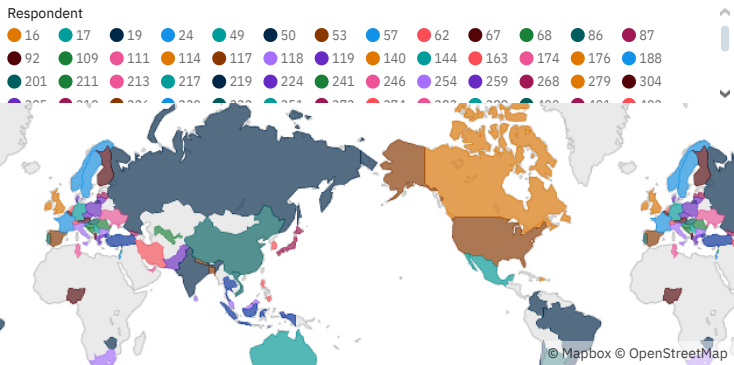 Respondent
16 17 19 24 49 50 53 57 62 67 68 86 87
92 109 111 114 117 118 119 140 144 163 174 176 188
201 211 213 217 219 224 241 246 254 259 268 279 304
© Mapbox © OpenStreetMap